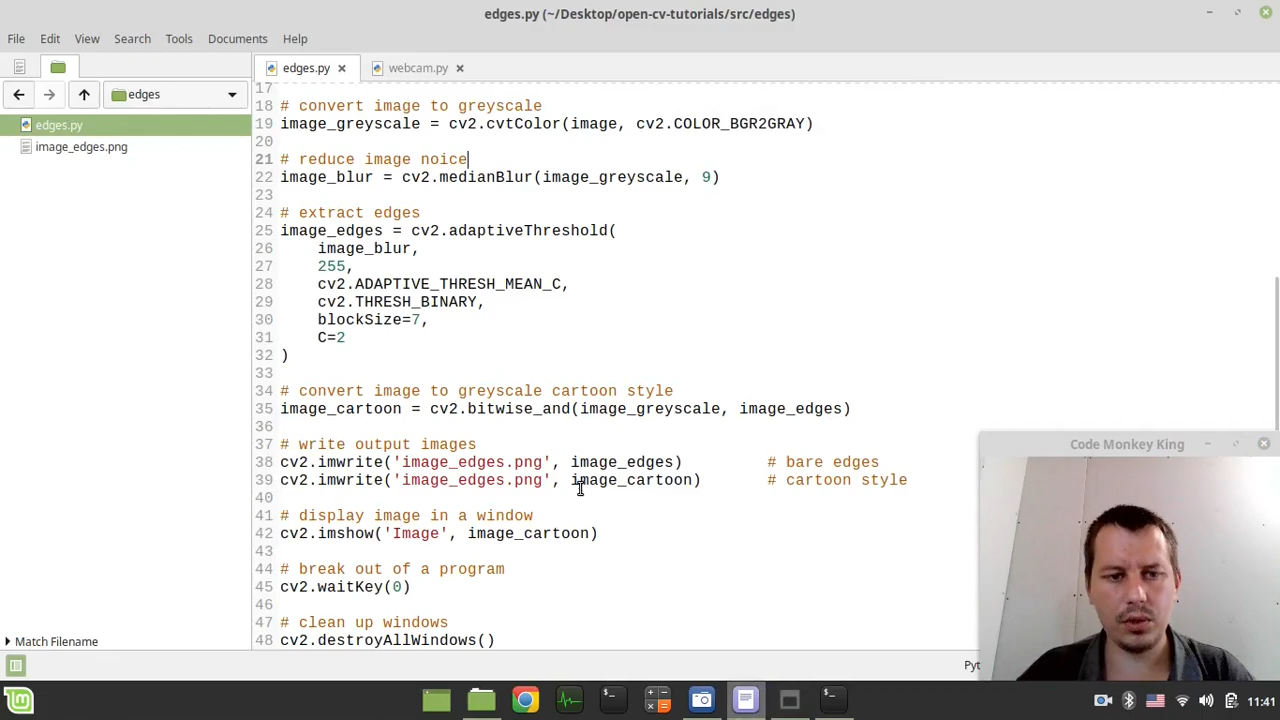 edges.py (~/Desktop/open-cv-tutorials/src/edges)
File Edit View Search Tools Documents Help
edges.py webcam.py
edges
edges.py
image_edges.png
17
18 # convert image to greyscale
19 image_greyscale = cv2.cvtColor(image, cv2.COLOR_BGR2GRAY)
20
21 # reduce image noice
22 image_blur = cv2.medianBlur(image_greyscale, 9)
23
24 # extract edges
25 image_edges = cv2.adaptiveThreshold(
26 image_blur,
27 255,
28 cv2.ADAPTIVE_THRESH_MEAN_C,
29 cv2.THRESH_BINARY,
30 blockSize=7,
31 C=2
32 )
33
34 # convert image to greyscale cartoon style
35 image_cartoon = cv2.bitwise_and(image_greyscale, image_edges)
36
37 # write output images
38 cv2.imwrite('image_edges.png', image_edges) # bare edges
39 cv2.imwrite('image_edges.png', image_cartoon) # cartoon style
40
41 # display image in a window
42 cv2.imshow('Image', image_cartoon)
43
44 # break out of a program
45 cv2.waitKey(0)
46
47 # clean up windows
48 cv2.destroyAllWindows()
Code Monkey King
Match Filename
Pyt
11:41